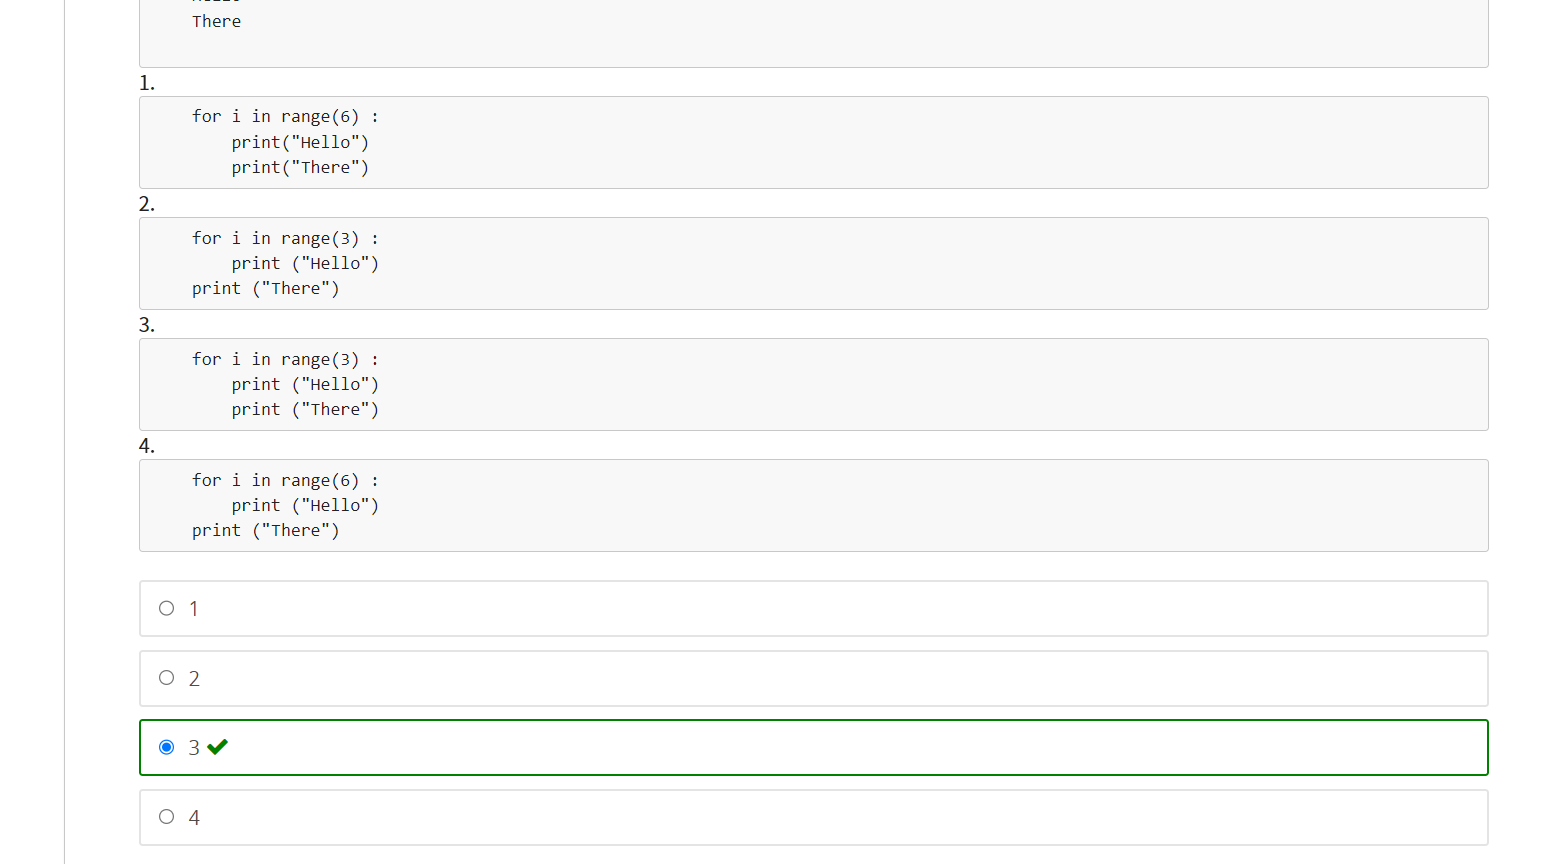 There
1.
for i in range(6) :
    print("Hello")
    print("There")
2.
for i in range(3) :
    print ("Hello")
print ("There")
3.
for i in range(3) :
    print ("Hello")
    print ("There")
4.
for i in range(6) :
    print ("Hello")
print ("There")
1
2
3
4